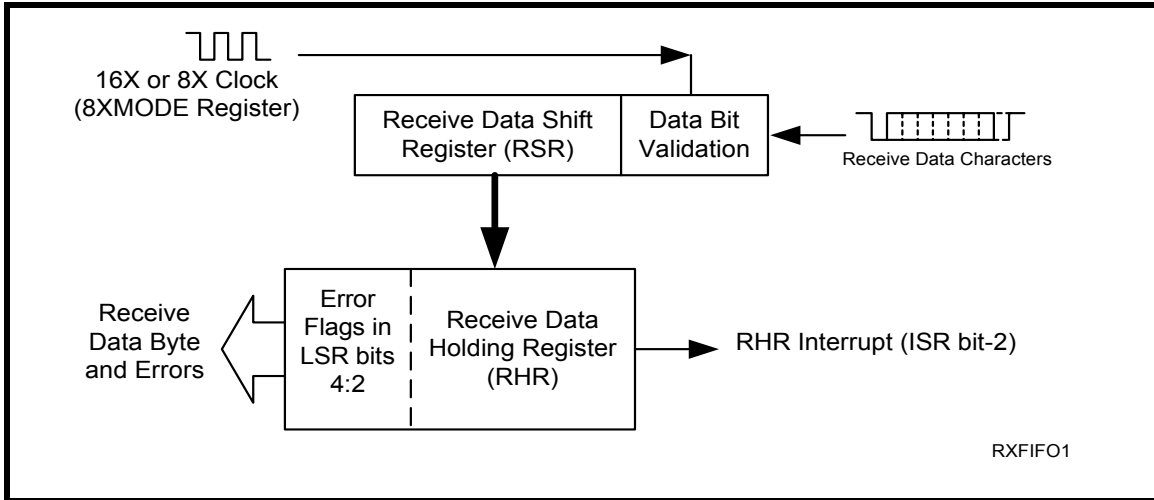 16X or 8X Clock
(8XMODE Register)
Receive Data Shift
Register (RSR)
Data Bit
Validation
Receive Data Characters
Receive
Data Byte
and Errors
Error
Flags in
LSR bits
4:2
Receive Data
Holding Register
(RHR)
RHR Interrupt (ISR bit-2)
RXFIFO1